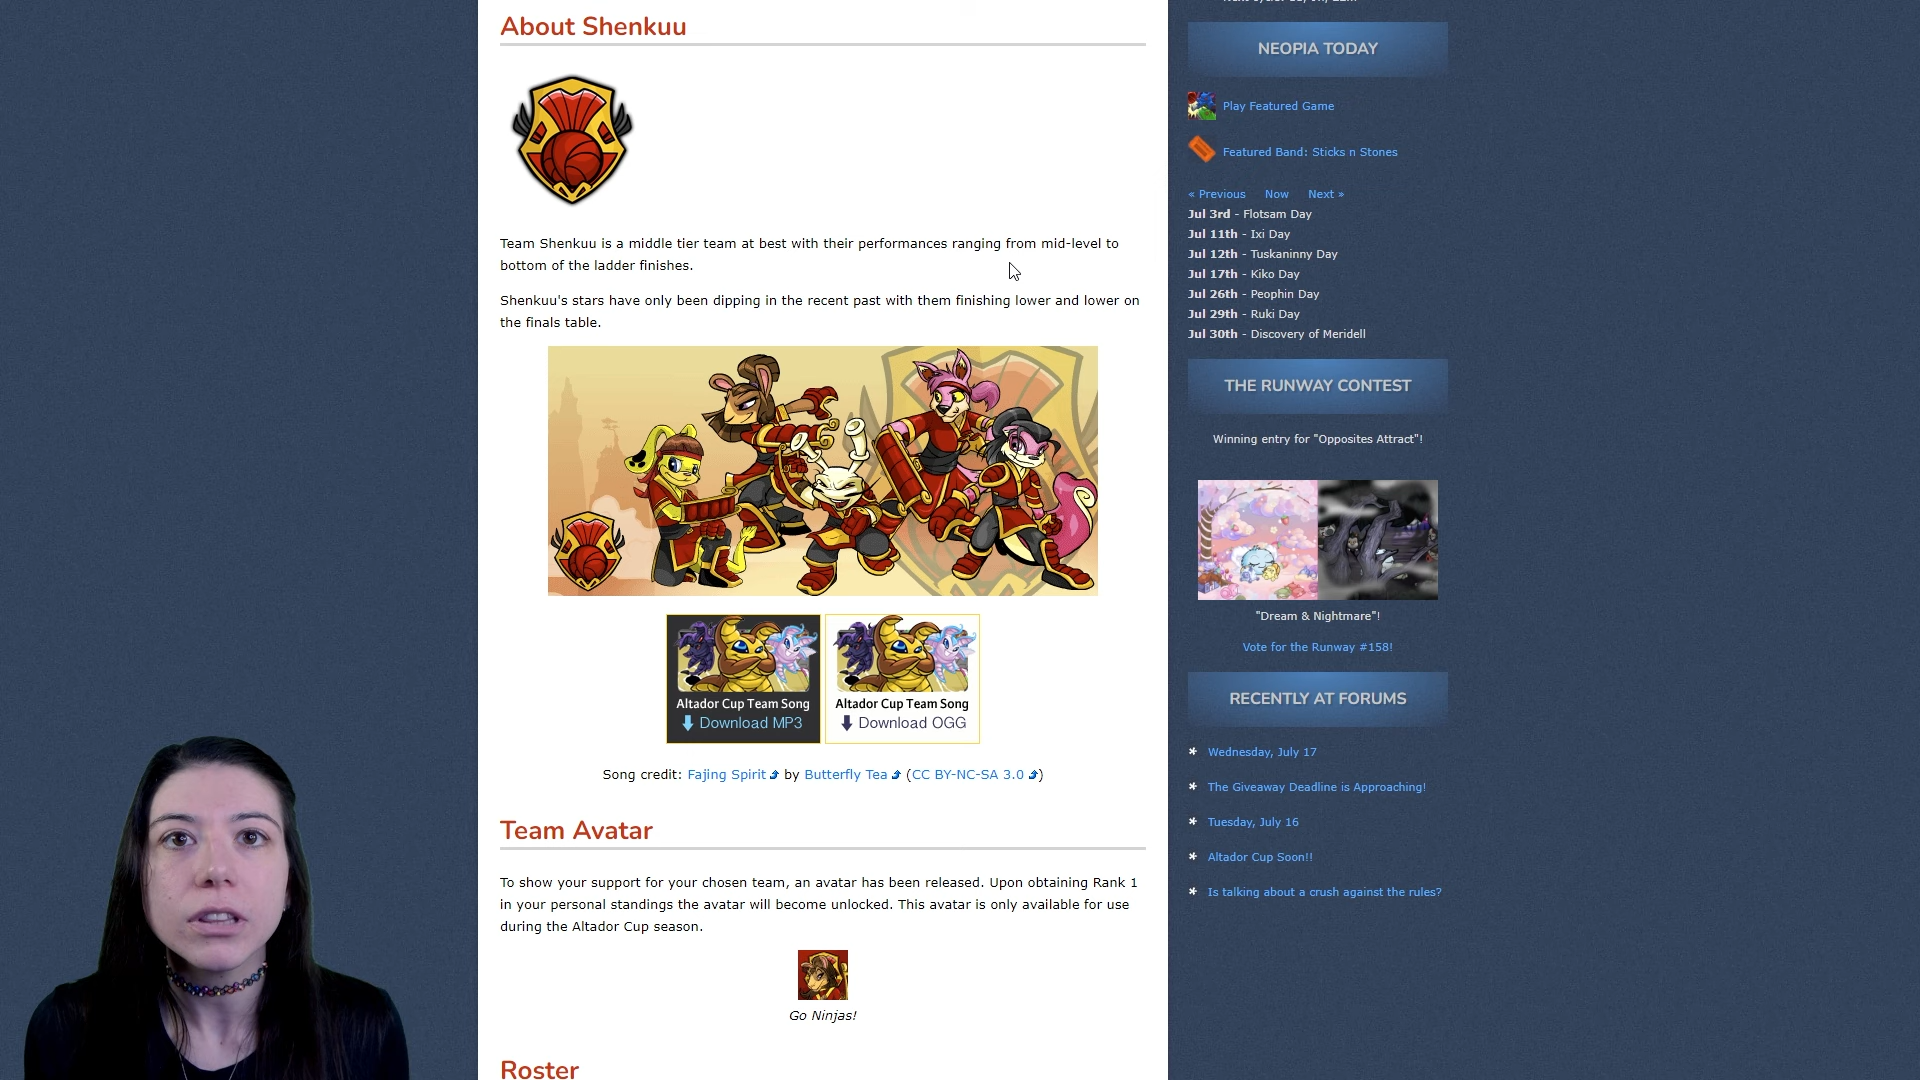 About Shenkuu
Team Shenkuu is a middle tier team at best with their performances ranging from mid-level to
bottom of the ladder finishes.
Shenkuu's stars have only been dipping in the recent past with them finishing lower and lower on
the finals table.
Altador Cup Team Song
Download MP3
Altador Cup Team Song
Download OGG
Song credit: Fajing Spirit by Butterfly Tea (CC BY-NC-SA 3.0)
Team Avatar
To show your support for your chosen team, an avatar has been released. Upon obtaining Rank 1
in your personal standings the avatar will become unlocked. This avatar is only available for use
during the Altador Cup season.
Go Ninjas!
Roster
NEOPIA TODAY
Play Featured Game
Featured Band: Sticks n Stones
« Previous Now Next »
Jul 3rd - Flotsam Day
Jul 11th - Ixi Day
Jul 12th - Tuskaninny Day
Jul 17th - Kiko Day
Jul 26th - Peophin Day
Jul 29th - Ruki Day
Jul 30th - Discovery of Meridell
THE RUNWAY CONTEST
Winning entry for "Opposites Attract"!
"Dream & Nightmare"!
Vote for the Runway #158!
RECENTLY AT FORUMS
* Wednesday, July 17
* The Giveaway Deadline is Approaching!
* Tuesday, July 16
* Altador Cup Soon!!
* Is talking about a crush against the rules?